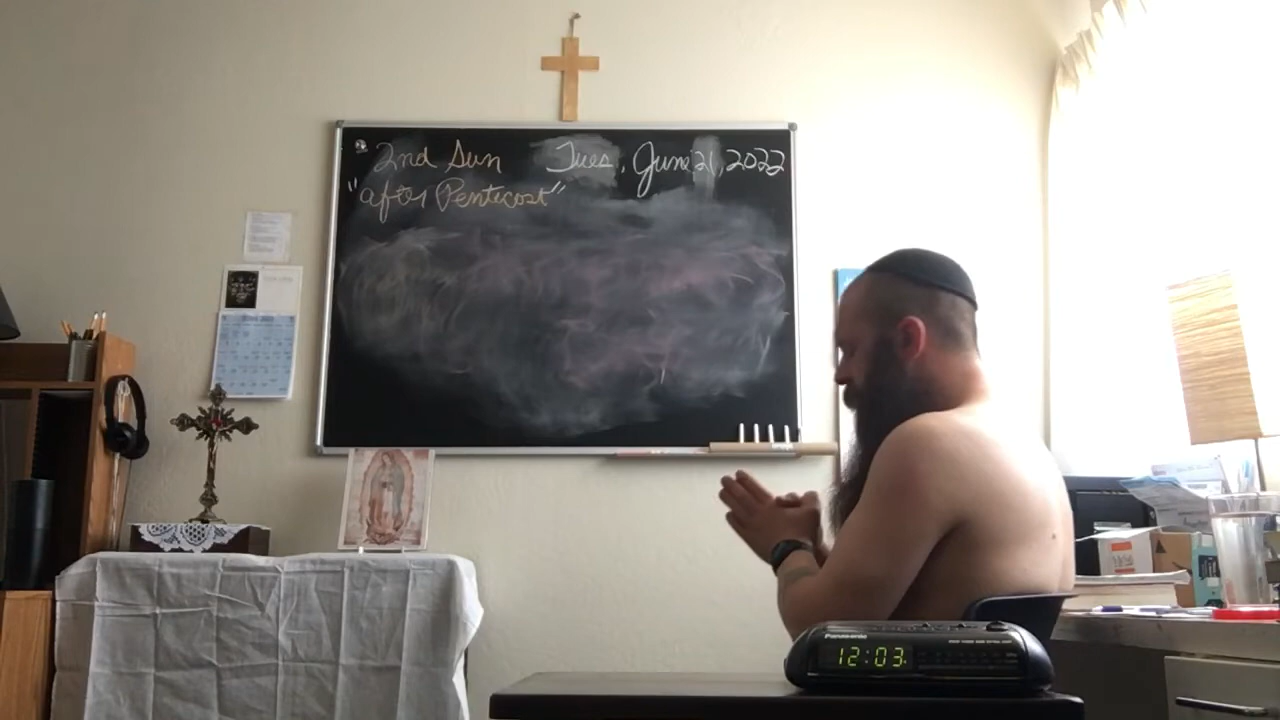 2nd Sun Tues, June 21, 2022
"after Pentecost"
Panasonic
12:03